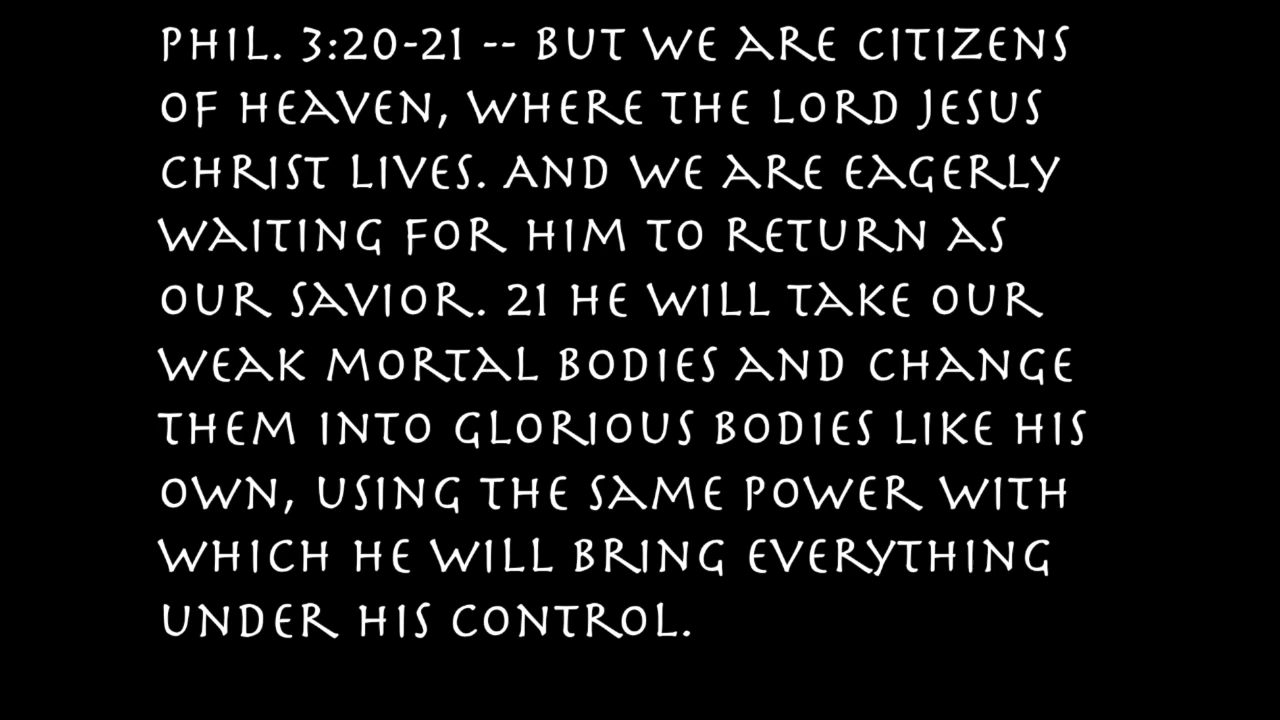 PHIL. 3:20-21 -- BUT WE ARE CITIZENS
OF HEAVEN, WHERE THE LORD JESUS
CHRIST LIVES. AND WE ARE EAGERLY
WAITING FOR HIM TO RETURN AS
OUR SAVIOR. 21 HE WILL TAKE OUR
WEAK MORTAL BODIES AND CHANGE
THEM INTO GLORIOUS BODIES LIKE HIS
OWN, USING THE SAME POWER WITH
WHICH HE WILL BRING EVERYTHING
UNDER HIS CONTROL.